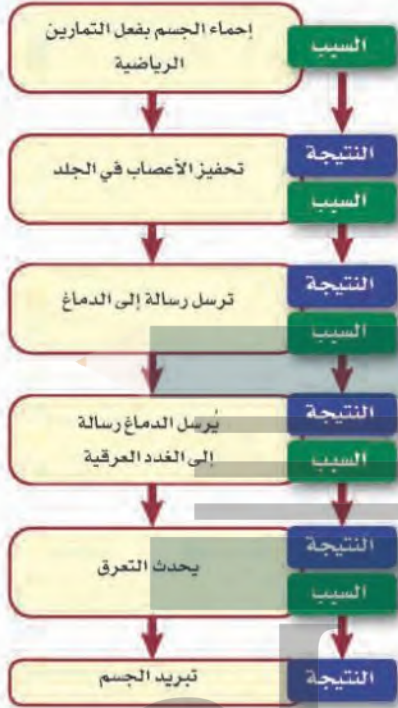 السبب
إحماء الجسم بفعل التمارين
الرياضية
النتيجة
السبب
تحفيز الأعصاب في الجلد
النتيجة
السبب
ترسل رسالة إلى الدماغ
النتيجة
السبب
يُرسل الدماغ رسالة
إلى الغدد العرقية
النتيجة
السبب
يحدث التعرق
النتيجة
تبريد الجسم